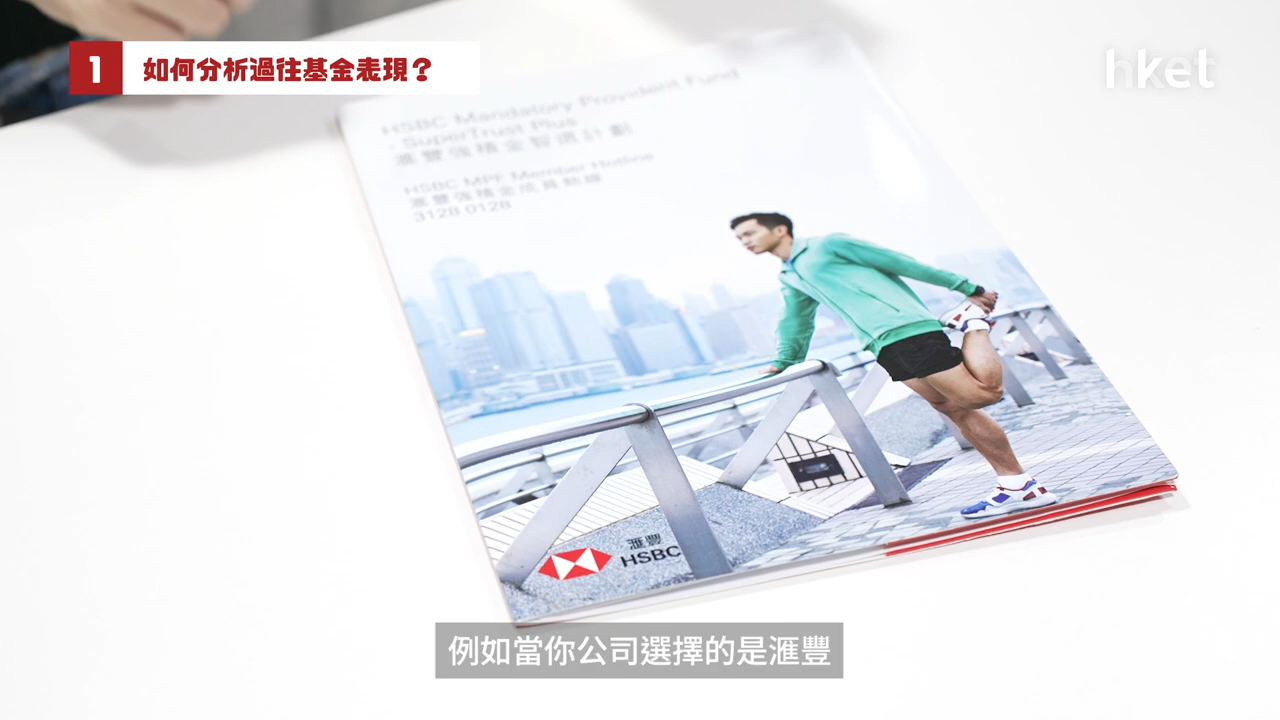 1 如何分析過往基金表現？
hket
HSBC Mandatory Provident Fund
- SuperTrust Plus
滙豐強積金智選計劃
HSBC MPF Member Hotline
滙豐強積金成員熱線
3128 0128
滙豐
HSBC
例如當你公司選擇的是滙豐